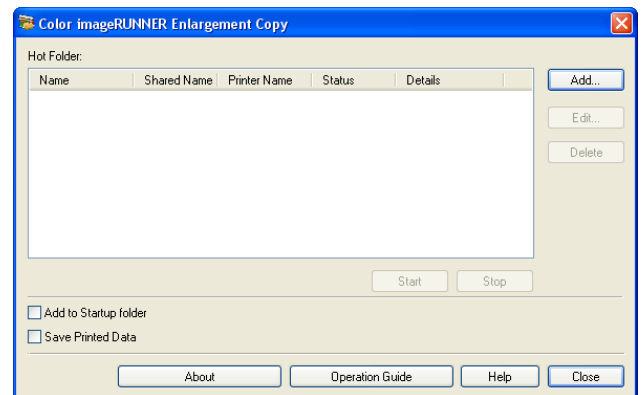 Color imageRUNNER Enlargement Copy
Hot Folder:
Name Shared Name Printer Name Status Details
Add...
Edit...
Delete
Start Stop
Add to Startup folder
Save Printed Data
About Operation Guide Help Close